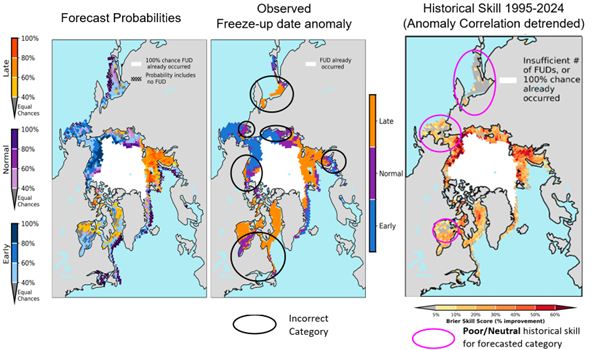 Forecast Probabilities
Late
100%
80%
60%
40%
Equal
Chances
Normal
100%
80%
60%
40%
Equal
Chances
Early
100%
80%
60%
40%
Equal
Chances
100% chance FUD
already occurred
Probability includes
no FUD
Observed
Freeze-up date anomaly
FUD already
occurred
Late
Normal
Early
Incorrect
Category
Historical Skill 1995-2024
(Anomaly Correlation detrended)
Insufficient #
of FUDs, or
100% chance
already
occurred
5% 10% 20% 30% 40% 50% 60%
Brier Skill Score (% improvement)
Poor/Neutral historical skill
for forecasted category